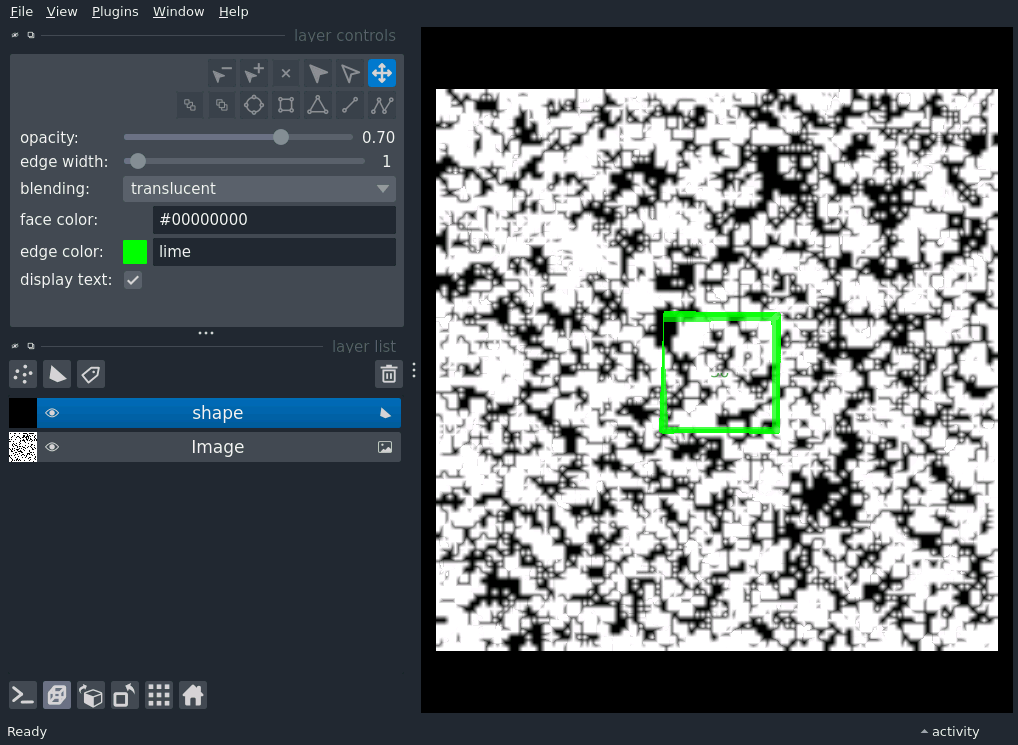 File View Plugins Window Help
layer controls
opacity: 0.70
edge width: 1
blending: translucent
face color: #00000000
edge color: lime
display text:
layer list
shape
Image
Ready
activity